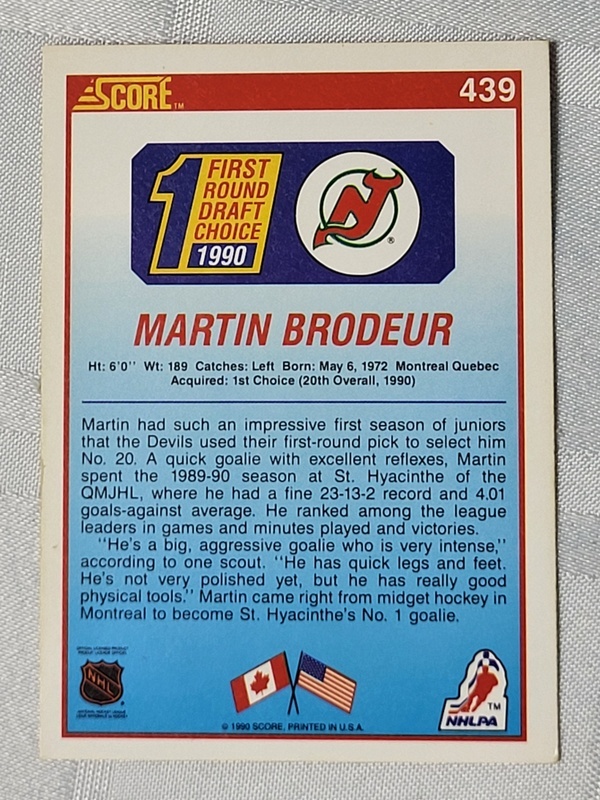 SCORE™
439
1 FIRST
ROUND
DRAFT
CHOICE
1990
NJ ®
MARTIN BRODEUR
Ht: 6'0'' Wt: 189 Catches: Left Born: May 6, 1972 Montreal Quebec
Acquired: 1st Choice (20th Overall, 1990)
Martin had such an impressive first season of juniors
that the Devils used their first-round pick to select him
No. 20. A quick goalie with excellent reflexes, Martin
spent the 1989-90 season at St. Hyacinthe of the
QMJHL, where he had a fine 23-13-2 record and 4.01
goals-against average. He ranked among the league
leaders in games and minutes played and victories.
''He's a big, aggressive goalie who is very intense,''
according to one scout. ''He has quick legs and feet.
He's not very polished yet, but he has really good
physical tools.'' Martin came right from midget hockey in
Montreal to become St. Hyacinthe's No. 1 goalie.
NHL
NHLPA
TM
© 1990 SCORE, PRINTED IN U.S.A.